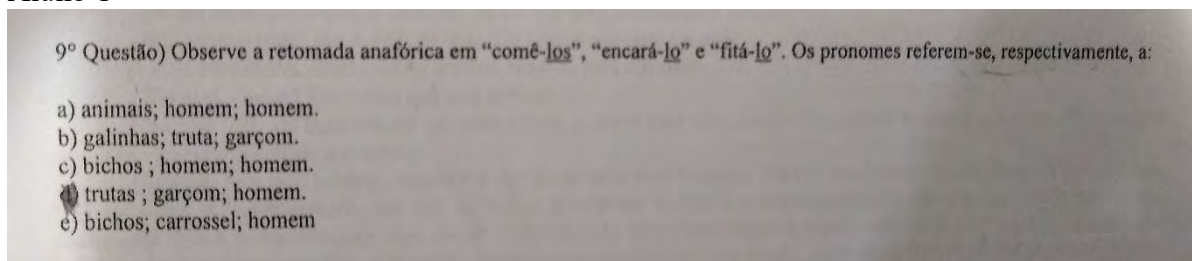 9º Questão) Observe a retomada anafórica em “comê-los”, “encará-lo” e “fitá-lo”. Os pronomes referem-se, respectivamente, a:
a) animais; homem; homem.
b) galinhas; truta; garçom.
c) bichos ; homem; homem.
trutas ; garçom; homem.
e) bichos; carrossel; homem